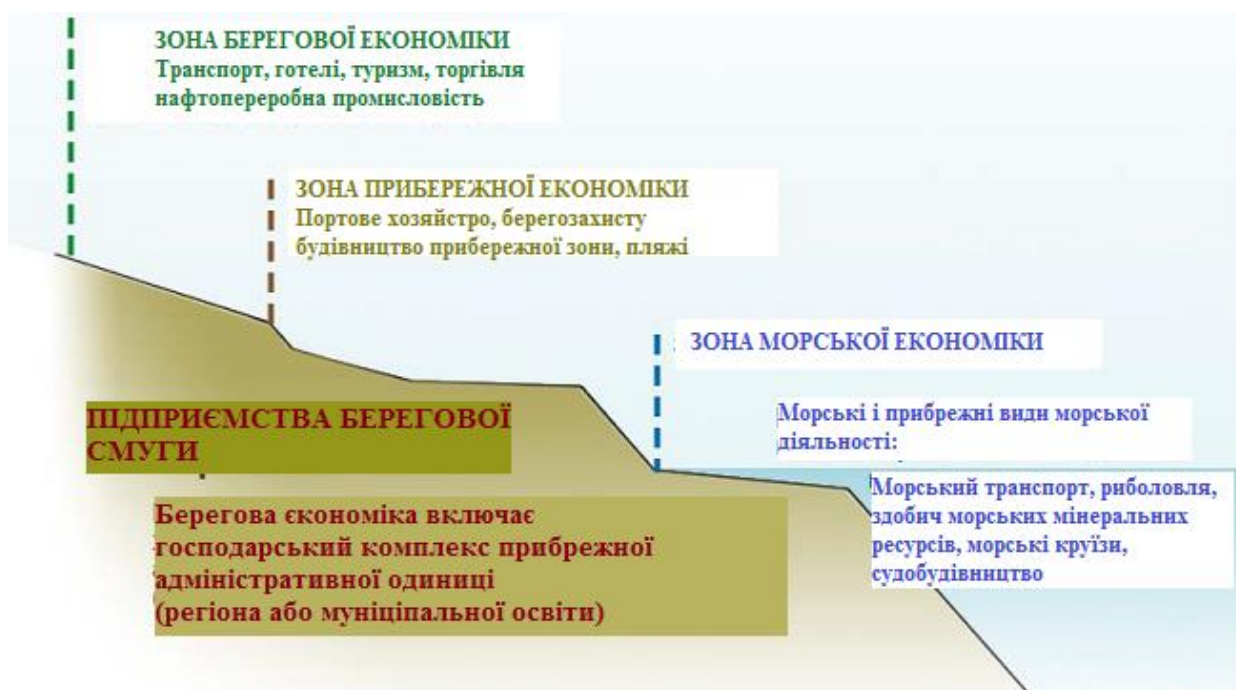 ЗОНА БЕРЕГОВОЇ ЕКОНОМІКИ
Транспорт, готелі, туризм, торгівля
нафтопереробна промисловість
ЗОНА ПРИБЕРЕЖНОЇ ЕКОНОМІКИ
Портове хозяйстро, берегозахисту
будівництво прибережної зони, пляжі
ЗОНА МОРСЬКОЇ ЕКОНОМІКИ
ПІДПРИЄМСТВА БЕРЕГОВОЇ
СМУГИ
Морські і прибрежні види морської
діяльності:
Морський транспорт, риболовля,
здобич морських мінеральних
ресурсів, морські круїзи,
судобудівництво
Берегова єкономіка включає
господарський комплекс прибрежної
адміністративної одиниці
(регіона або муніціпальної освіти)